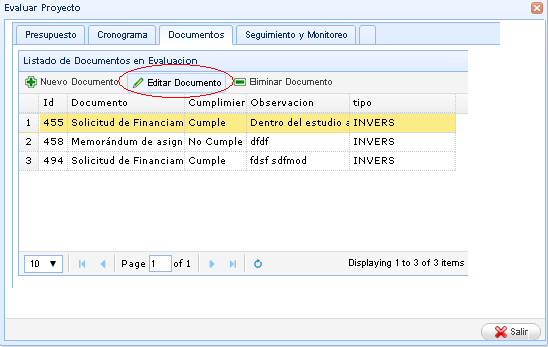 Evaluar Proyecto
Presupuesto Cronograma Documentos Seguimiento y Monitoreo
Listado de Documentos en Evaluacion
Nuevo Documento Editar Documento Eliminar Documento
Id Documento Cumplimier Observacion tipo
1 455 Solicitud de Financiam Cumple Dentro del estudio a INVERS
2 458 Memorándum de asign No Cumple dfdf INVERS
3 494 Solicitud de Financiam Cumple fdsf sdfmod INVERS
10 Page 1 of 1 Displaying 1 to 3 of 3 items
Salir